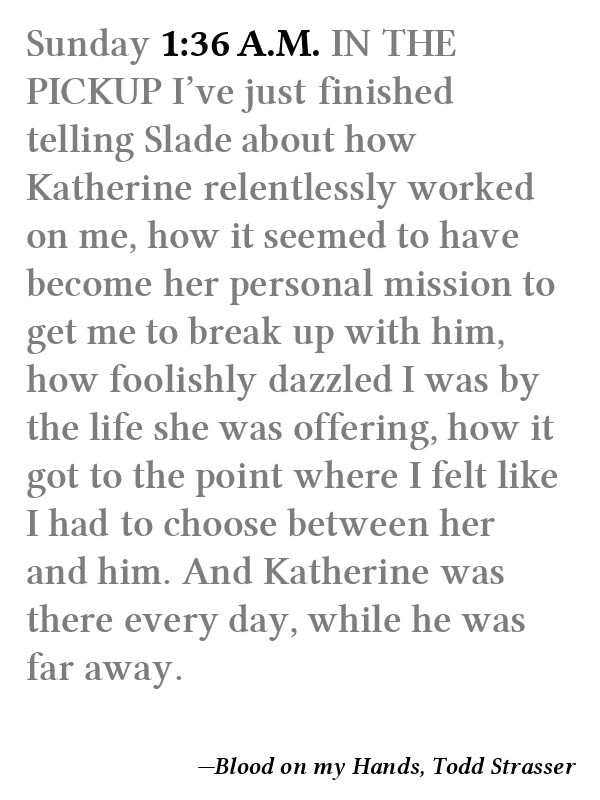 Sunday 1:36 A.M. IN THE
PICKUP I’ve just finished
telling Slade about how
Katherine relentlessly worked
on me, how it seemed to have
become her personal mission to
get me to break up with him,
how foolishly dazzled I was by
the life she was offering, how it
got to the point where I felt like
I had to choose between her
and him. And Katherine was
there every day, while he was
far away.
—Blood on my Hands, Todd Strasser